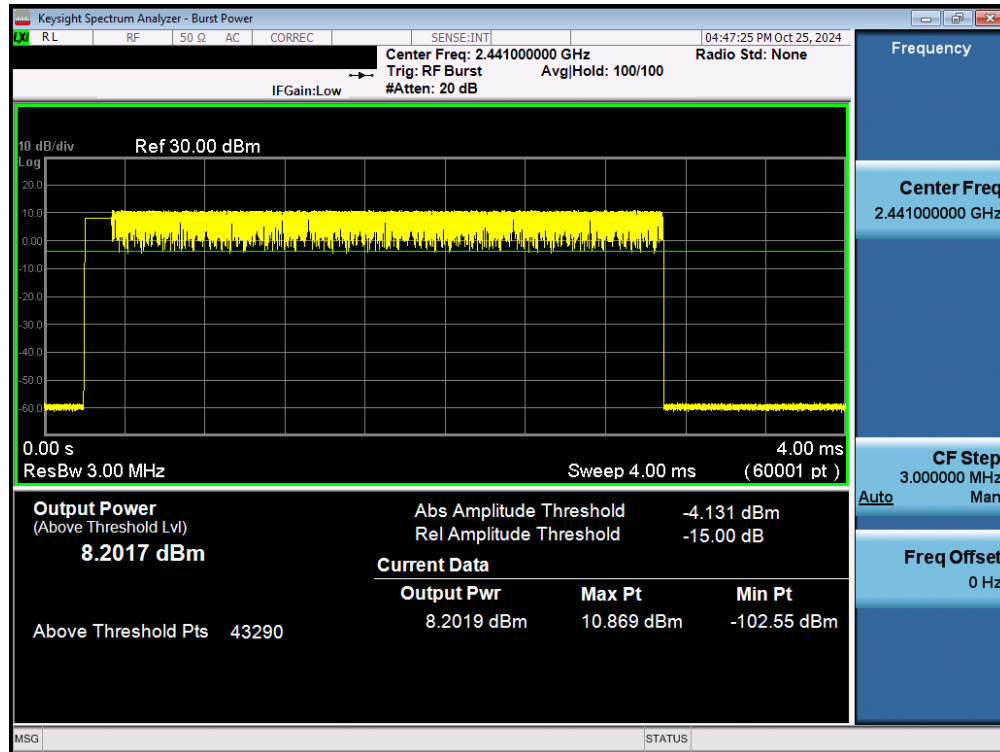 Keysight Spectrum Analyzer - Burst Power
LXI RL RF 50 Ω AC CORREC SENSE:INT 04:47:25 PM Oct 25, 2024
Center Freq: 2.441000000 GHz Radio Std: None
Trig: RF Burst Avg|Hold: 100/100
IFGain:Low #Atten: 20 dB
10 dB/div Ref 30.00 dBm
Log
20.0
10.0
0.00
-10.0
-20.0
-30.0
-40.0
-50.0
-60.0
0.00 s 4.00 ms
ResBw 3.00 MHz Sweep 4.00 ms (60001 pt )
Output Power
(Above Threshold Lvl)
8.2017 dBm
Above Threshold Pts 43290
Abs Amplitude Threshold -4.131 dBm
Rel Amplitude Threshold -15.00 dB
Current Data
Output Pwr Max Pt Min Pt
8.2019 dBm 10.869 dBm -102.55 dBm
MSG STATUS
Frequency
Center Freq
2.441000000 GHz
CF Step
3.000000 MHz
Auto Man
Freq Offset
0 Hz